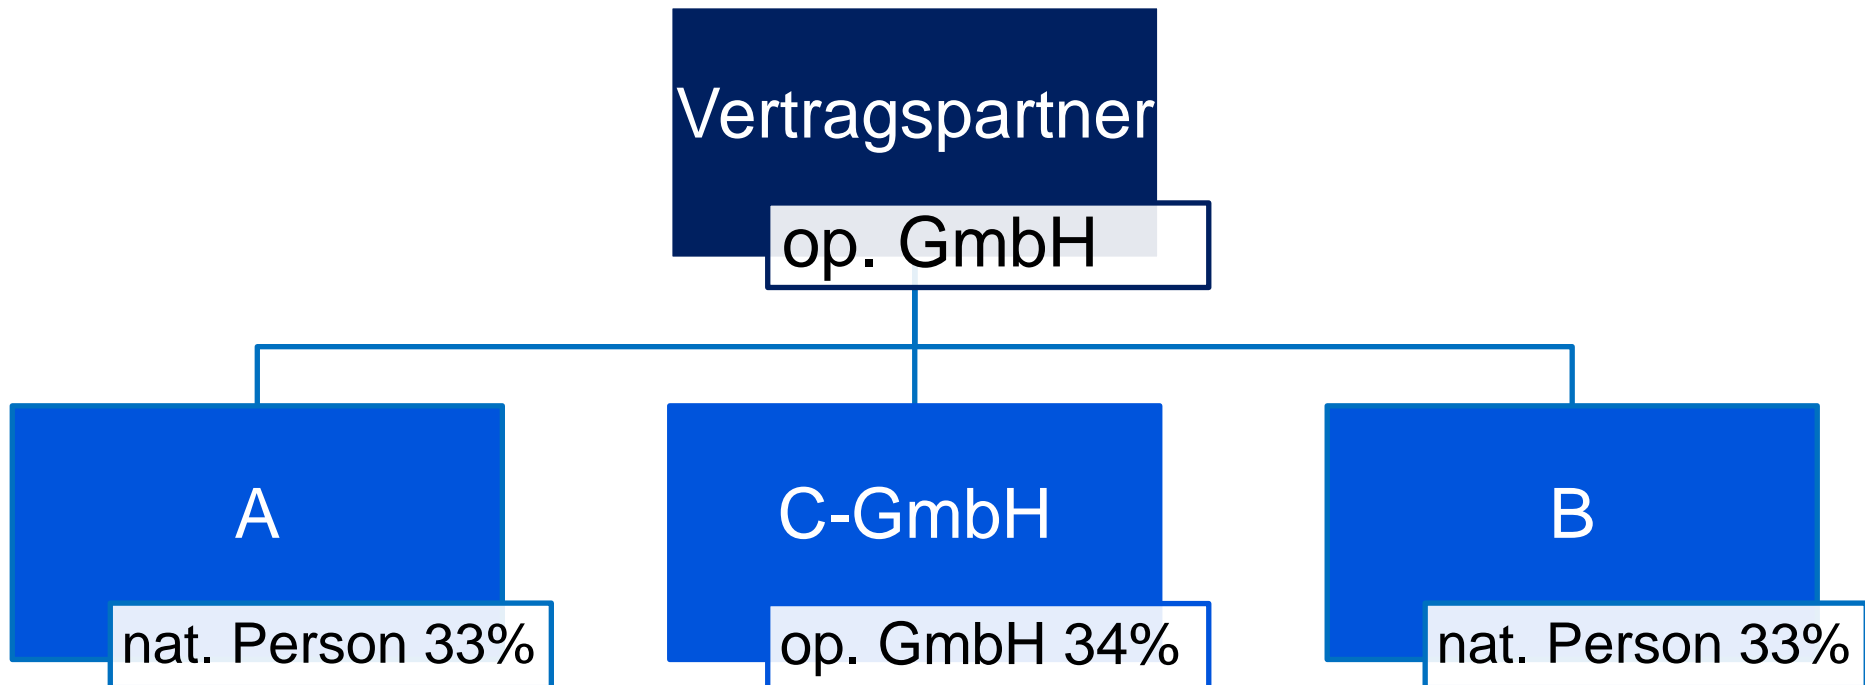 Vertragspartner
op. GmbH
A
nat. Person 33%
C-GmbH
op. GmbH 34%
B
nat. Person 33%